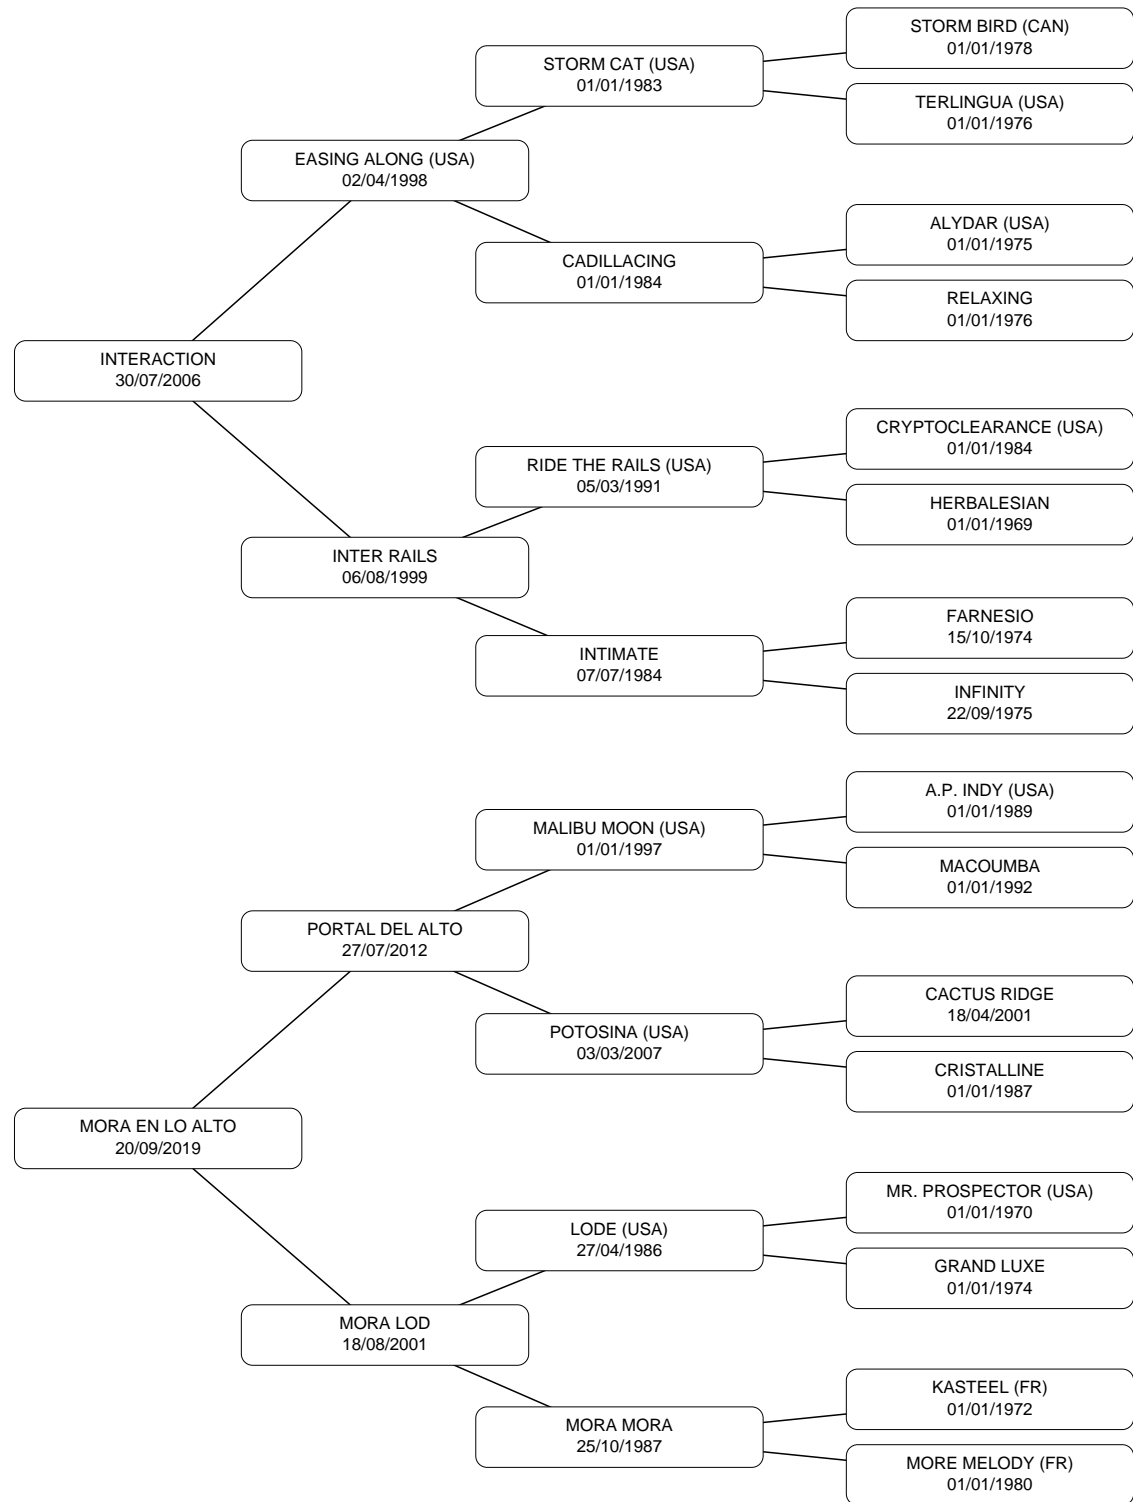 STORM BIRD (CAN)
01/01/1978
STORM CAT (USA)
01/01/1983
TERLINGUA (USA)
01/01/1976
EASING ALONG (USA)
02/04/1998
ALYDAR (USA)
01/01/1975
CADILLACING
01/01/1984
RELAXING
01/01/1976
INTERACTION
30/07/2006
CRYPTOCLEARANCE (USA)
01/01/1984
RIDE THE RAILS (USA)
05/03/1991
HERBALESIAN
01/01/1969
INTER RAILS
06/08/1999
FARNESIO
15/10/1974
INTIMATE
07/07/1984
INFINITY
22/09/1975
A.P. INDY (USA)
01/01/1989
MALIBU MOON (USA)
01/01/1997
MACOUMBA
01/01/1992
PORTAL DEL ALTO
27/07/2012
CACTUS RIDGE
18/04/2001
POTOSINA (USA)
03/03/2007
CRISTALLINE
01/01/1987
MORA EN LO ALTO
20/09/2019
MR. PROSPECTOR (USA)
01/01/1970
LODE (USA)
27/04/1986
GRAND LUXE
01/01/1974
MORA LOD
18/08/2001
KASTEEL (FR)
01/01/1972
MORA MORA
25/10/1987
MORE MELODY (FR)
01/01/1980